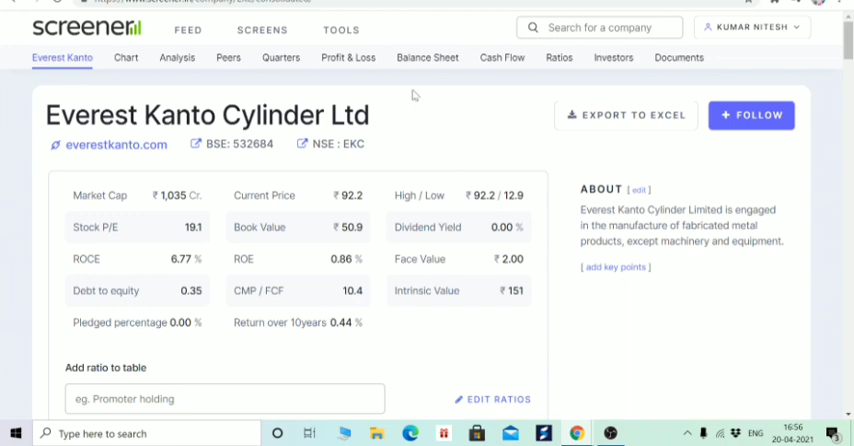 screener
FEED SCREENS TOOLS
Search for a company
KUMAR NITESH
Everest Kanto Chart Analysis Peers Quarters Profit & Loss Balance Sheet Cash Flow Ratios Investors Documents
Everest Kanto Cylinder Ltd
EXPORT TO EXCEL
+ FOLLOW
everestkanto.com BSE: 532684 NSE : EKC
Market Cap ₹ 1,035 Cr. Current Price ₹ 92.2 High / Low ₹ 92.2 / 12.9
Stock P/E 19.1 Book Value ₹ 50.9 Dividend Yield 0.00 %
ROCE 6.77 % ROE 0.86 % Face Value ₹ 2.00
Debt to equity 0.35 CMP / FCF 10.4 Intrinsic Value ₹ 151
Pledged percentage 0.00 % Return over 10years 0.44 %
Add ratio to table
eg. Promoter holding
EDIT RATIOS
ABOUT [ edit ]
Everest Kanto Cylinder Limited is engaged
in the manufacture of fabricated metal
products, except machinery and equipment.
[ add key points ]
Type here to search
ENG
16:56
20-04-2021
3